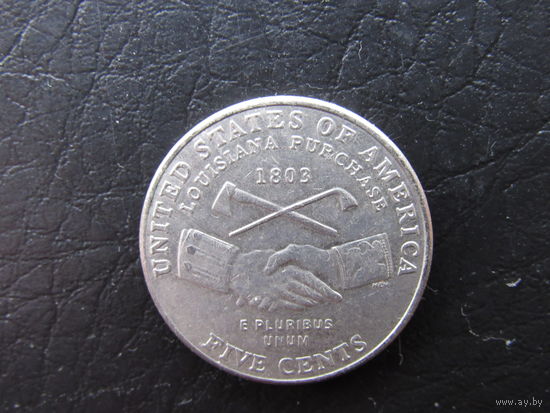 UNITED STATES OF AMERICA
LOUISIANA PURCHASE
1803
E PLURIBUS
UNUM
FIVE CENTS
www.ay.by